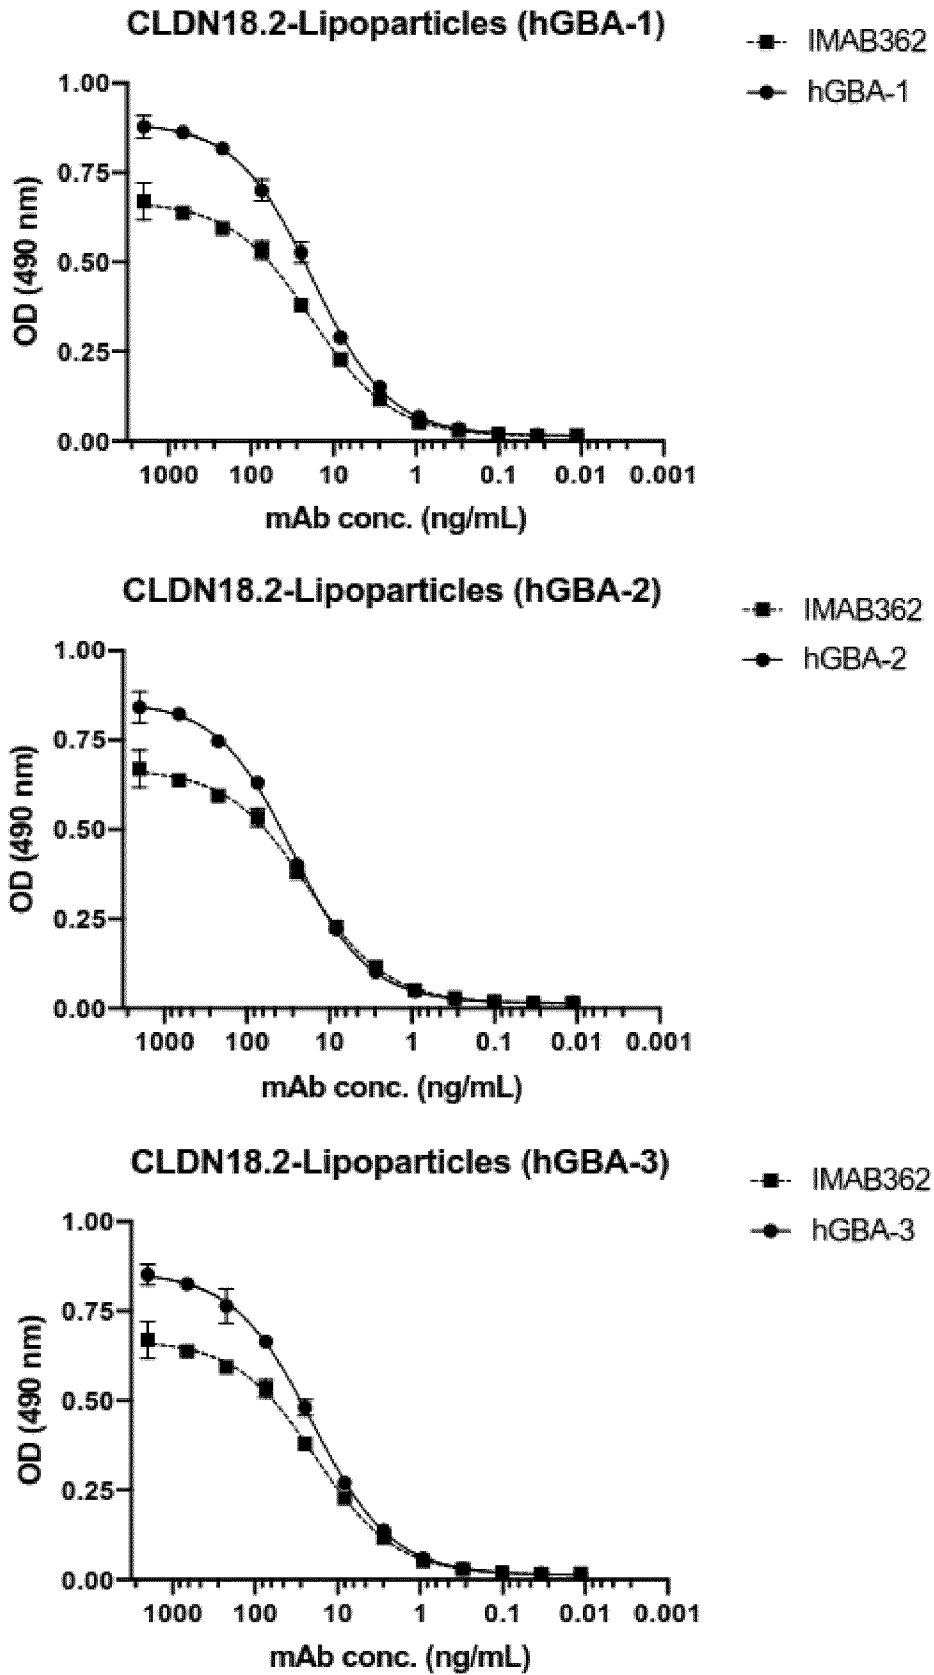 CLDN18.2-Lipoparticles (hGBA-1)
IMAB362
hGBA-1
1.00
0.75
0.50
0.25
0.00
OD (490 nm)
1000 100 10 1 0.1 0.01 0.001
mAb conc. (ng/mL)
CLDN18.2-Lipoparticles (hGBA-2)
IMAB362
hGBA-2
1.00
0.75
0.50
0.25
0.00
OD (490 nm)
1000 100 10 1 0.1 0.01 0.001
mAb conc. (ng/mL)
CLDN18.2-Lipoparticles (hGBA-3)
IMAB362
hGBA-3
1.00
0.75
0.50
0.25
0.00
OD (490 nm)
1000 100 10 1 0.1 0.01 0.001
mAb conc. (ng/mL)